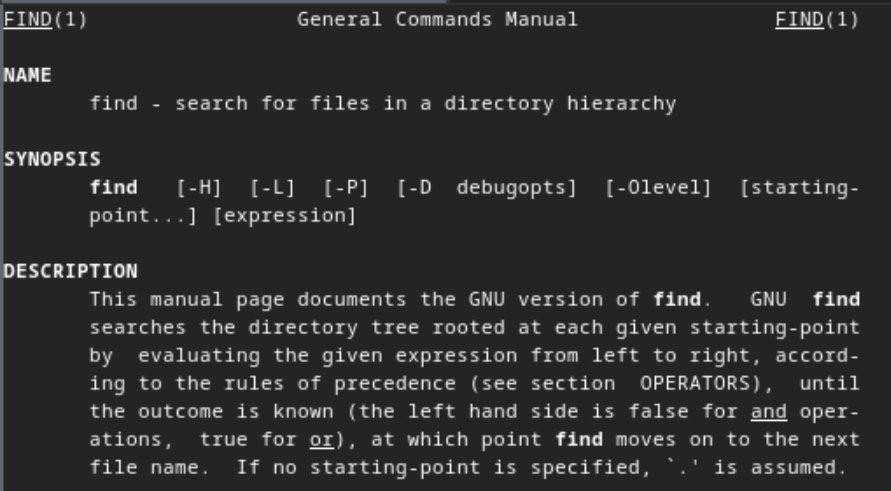 FIND(1) General Commands Manual FIND(1)
NAME
find - search for files in a directory hierarchy
SYNOPSIS
find [-H] [-L] [-P] [-D debugopts] [-Olevel] [starting-
point...] [expression]
DESCRIPTION
This manual page documents the GNU version of find. GNU find
searches the directory tree rooted at each given starting-point
by evaluating the given expression from left to right, accord-
ing to the rules of precedence (see section OPERATORS), until
the outcome is known (the left hand side is false for and oper-
ations, true for or), at which point find moves on to the next
file name. If no starting-point is specified, `.' is assumed.